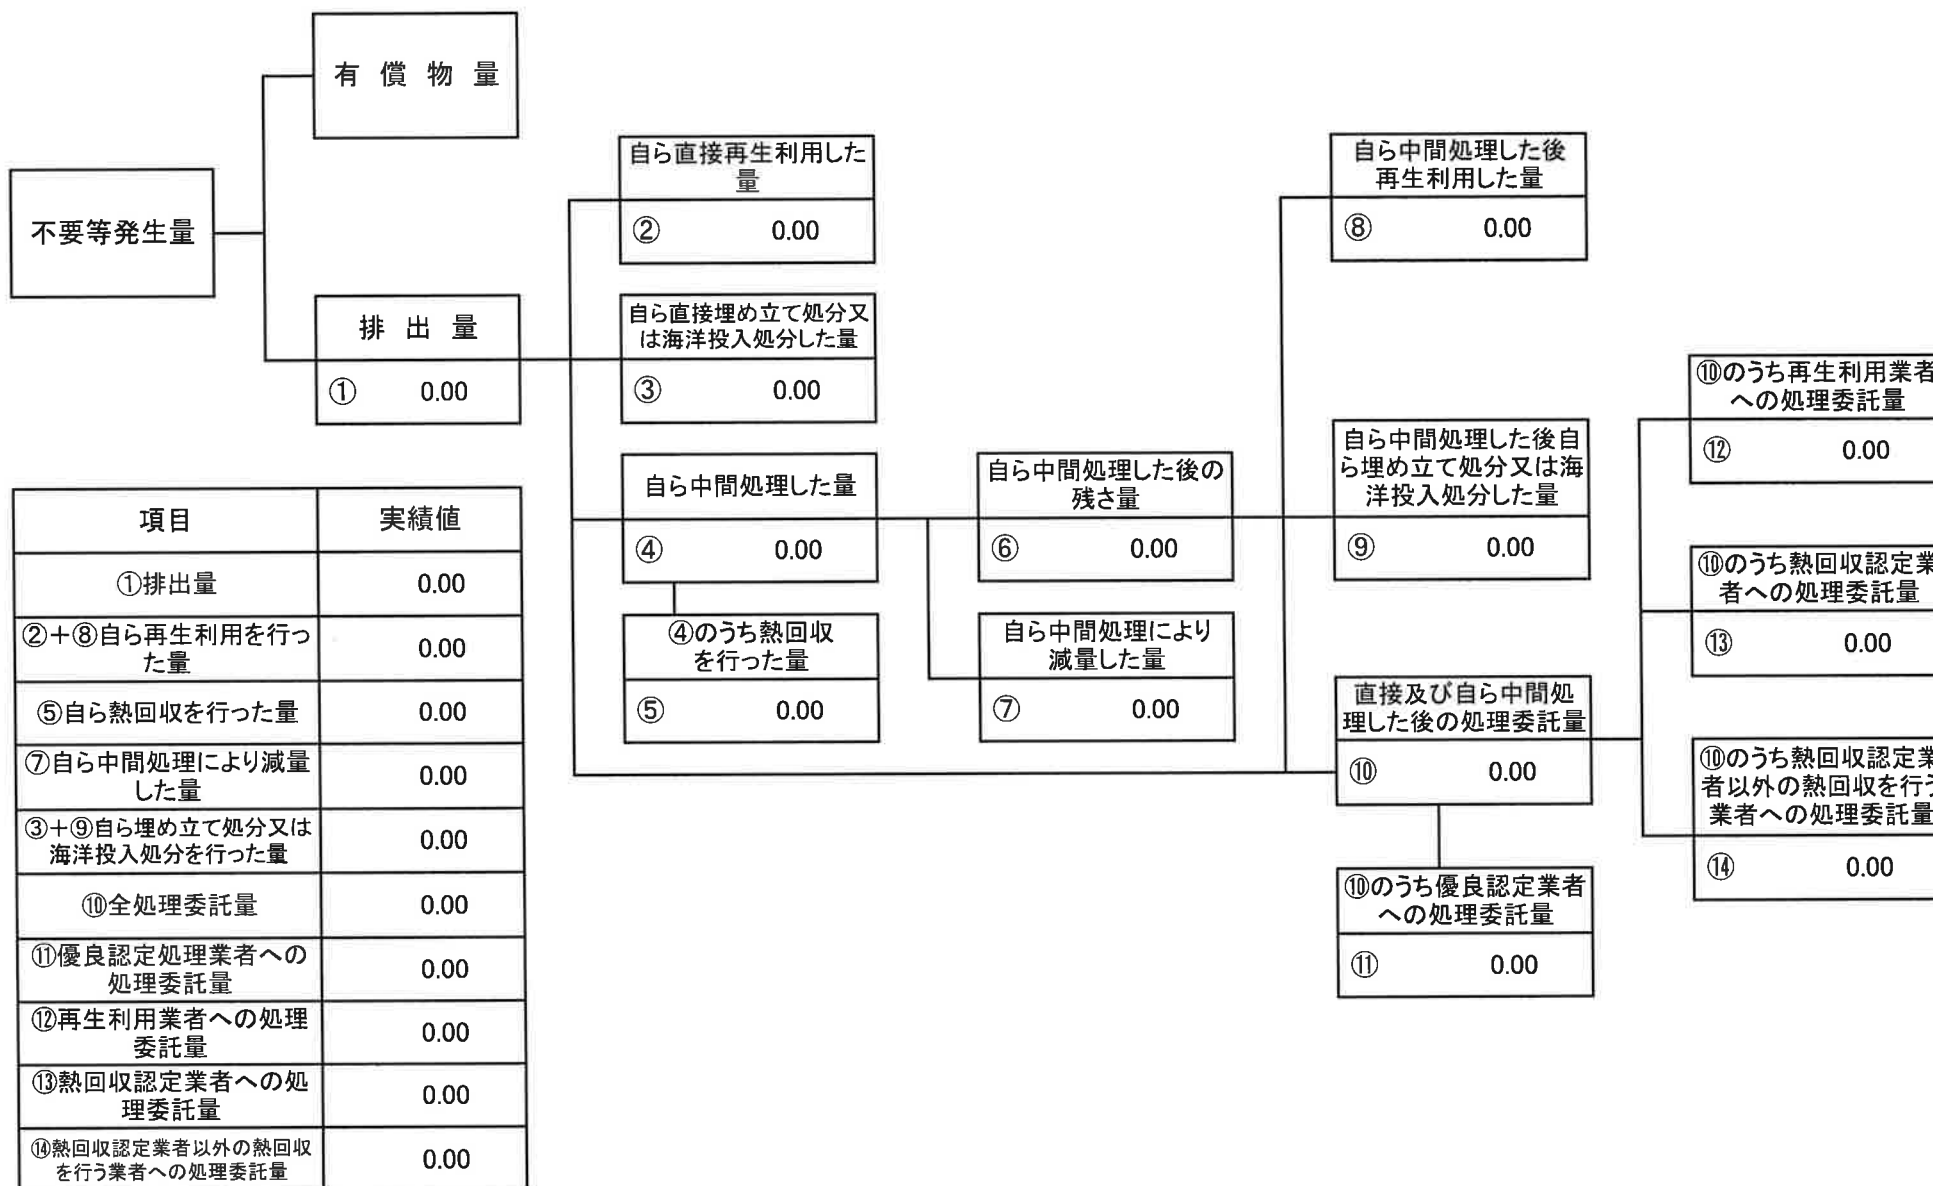 有償物量
不要等発生量
排出量
① 0.00
自ら直接再生利用した
量
② 0.00
自ら直接埋め立て処分又
は海洋投入処分した量
③ 0.00
自ら中間処理した量
④ 0.00
④のうち熱回収
を行った量
⑤ 0.00
自ら中間処理した後の
残さ量
⑥ 0.00
自ら中間処理により
減量した量
⑦ 0.00
自ら中間処理した後
再生利用した量
⑧ 0.00
自ら中間処理した後自
ら埋め立て処分又は海
洋投入処分した量
⑨ 0.00
直接及び自ら中間処
理した後の処理委託量
⑩ 0.00
⑩のうち優良認定業者
への処理委託量
⑪ 0.00
⑩のうち再生利用業者
への処理委託量
⑫ 0.00
⑩のうち熱回収認定業
者への処理委託量
⑬ 0.00
⑩のうち熱回収認定業
者以外の熱回収を行う
業者への処理委託量
⑭ 0.00
項目 実績値
①排出量 0.00
②+⑧自ら再生利用を行っ
た量 0.00
⑤自ら熱回収を行った量 0.00
⑦自ら中間処理により減量
した量 0.00
③+⑨自ら埋め立て処分又は
海洋投入処分を行った量 0.00
⑩全処理委託量 0.00
⑪優良認定処理業者への
処理委託量 0.00
⑫再生利用業者への処理
委託量 0.00
⑬熱回収認定業者への処
理委託量 0.00
⑭熱回収認定業者以外の熱回収
を行う業者への処理委託量 0.00